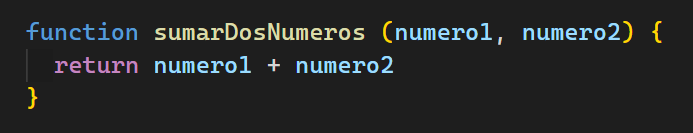 function sumarDosNumeros (numero1, numero2) {
  return numero1 + numero2
}